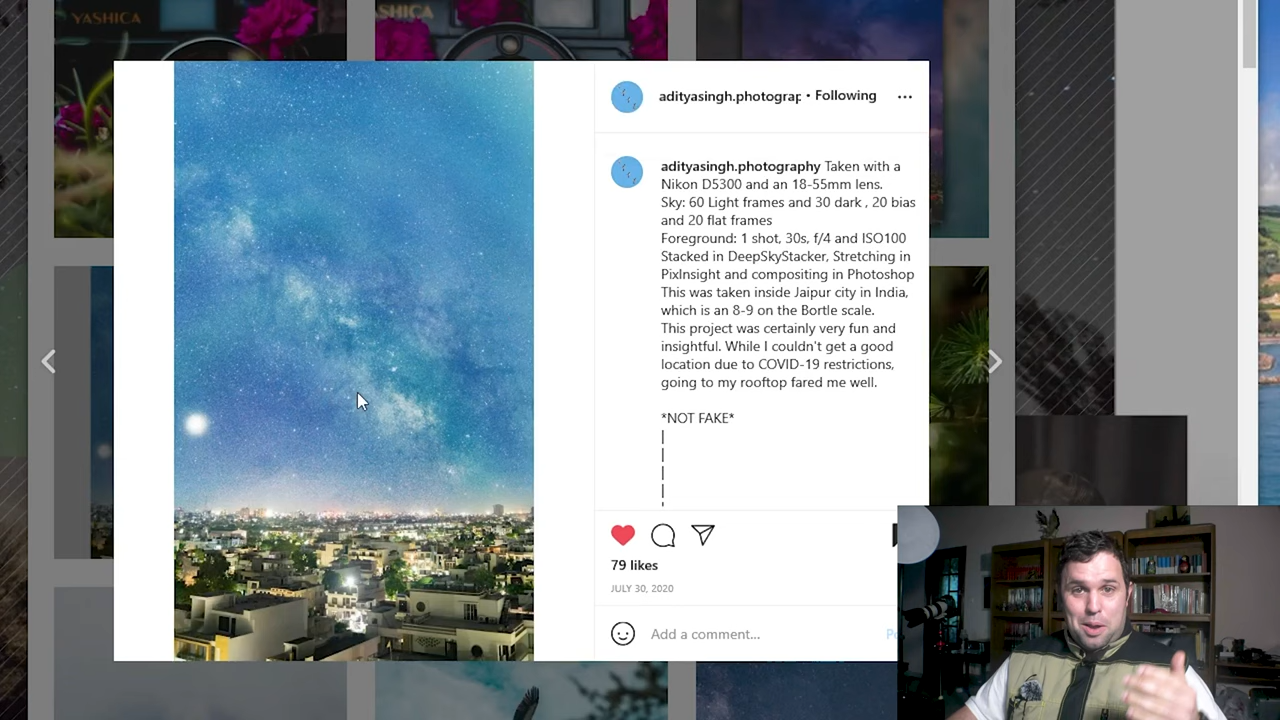 YASHICA
SHICA
adityasingh.photograp • Following
adityasingh.photography Taken with a
Nikon D5300 and an 18-55mm lens.
Sky: 60 Light frames and 30 dark , 20 bias
and 20 flat frames
Foreground: 1 shot, 30s, f/4 and ISO100
Stacked in DeepSkyStacker, Stretching in
PixInsight and compositing in Photoshop
This was taken inside Jaipur city in India,
which is an 8-9 on the Bortle scale.
This project was certainly very fun and
insightful. While I couldn't get a good
location due to COVID-19 restrictions,
going to my rooftop fared me well.
*NOT FAKE*
|
|
|
|
79 likes
JULY 30, 2020
Add a comment...